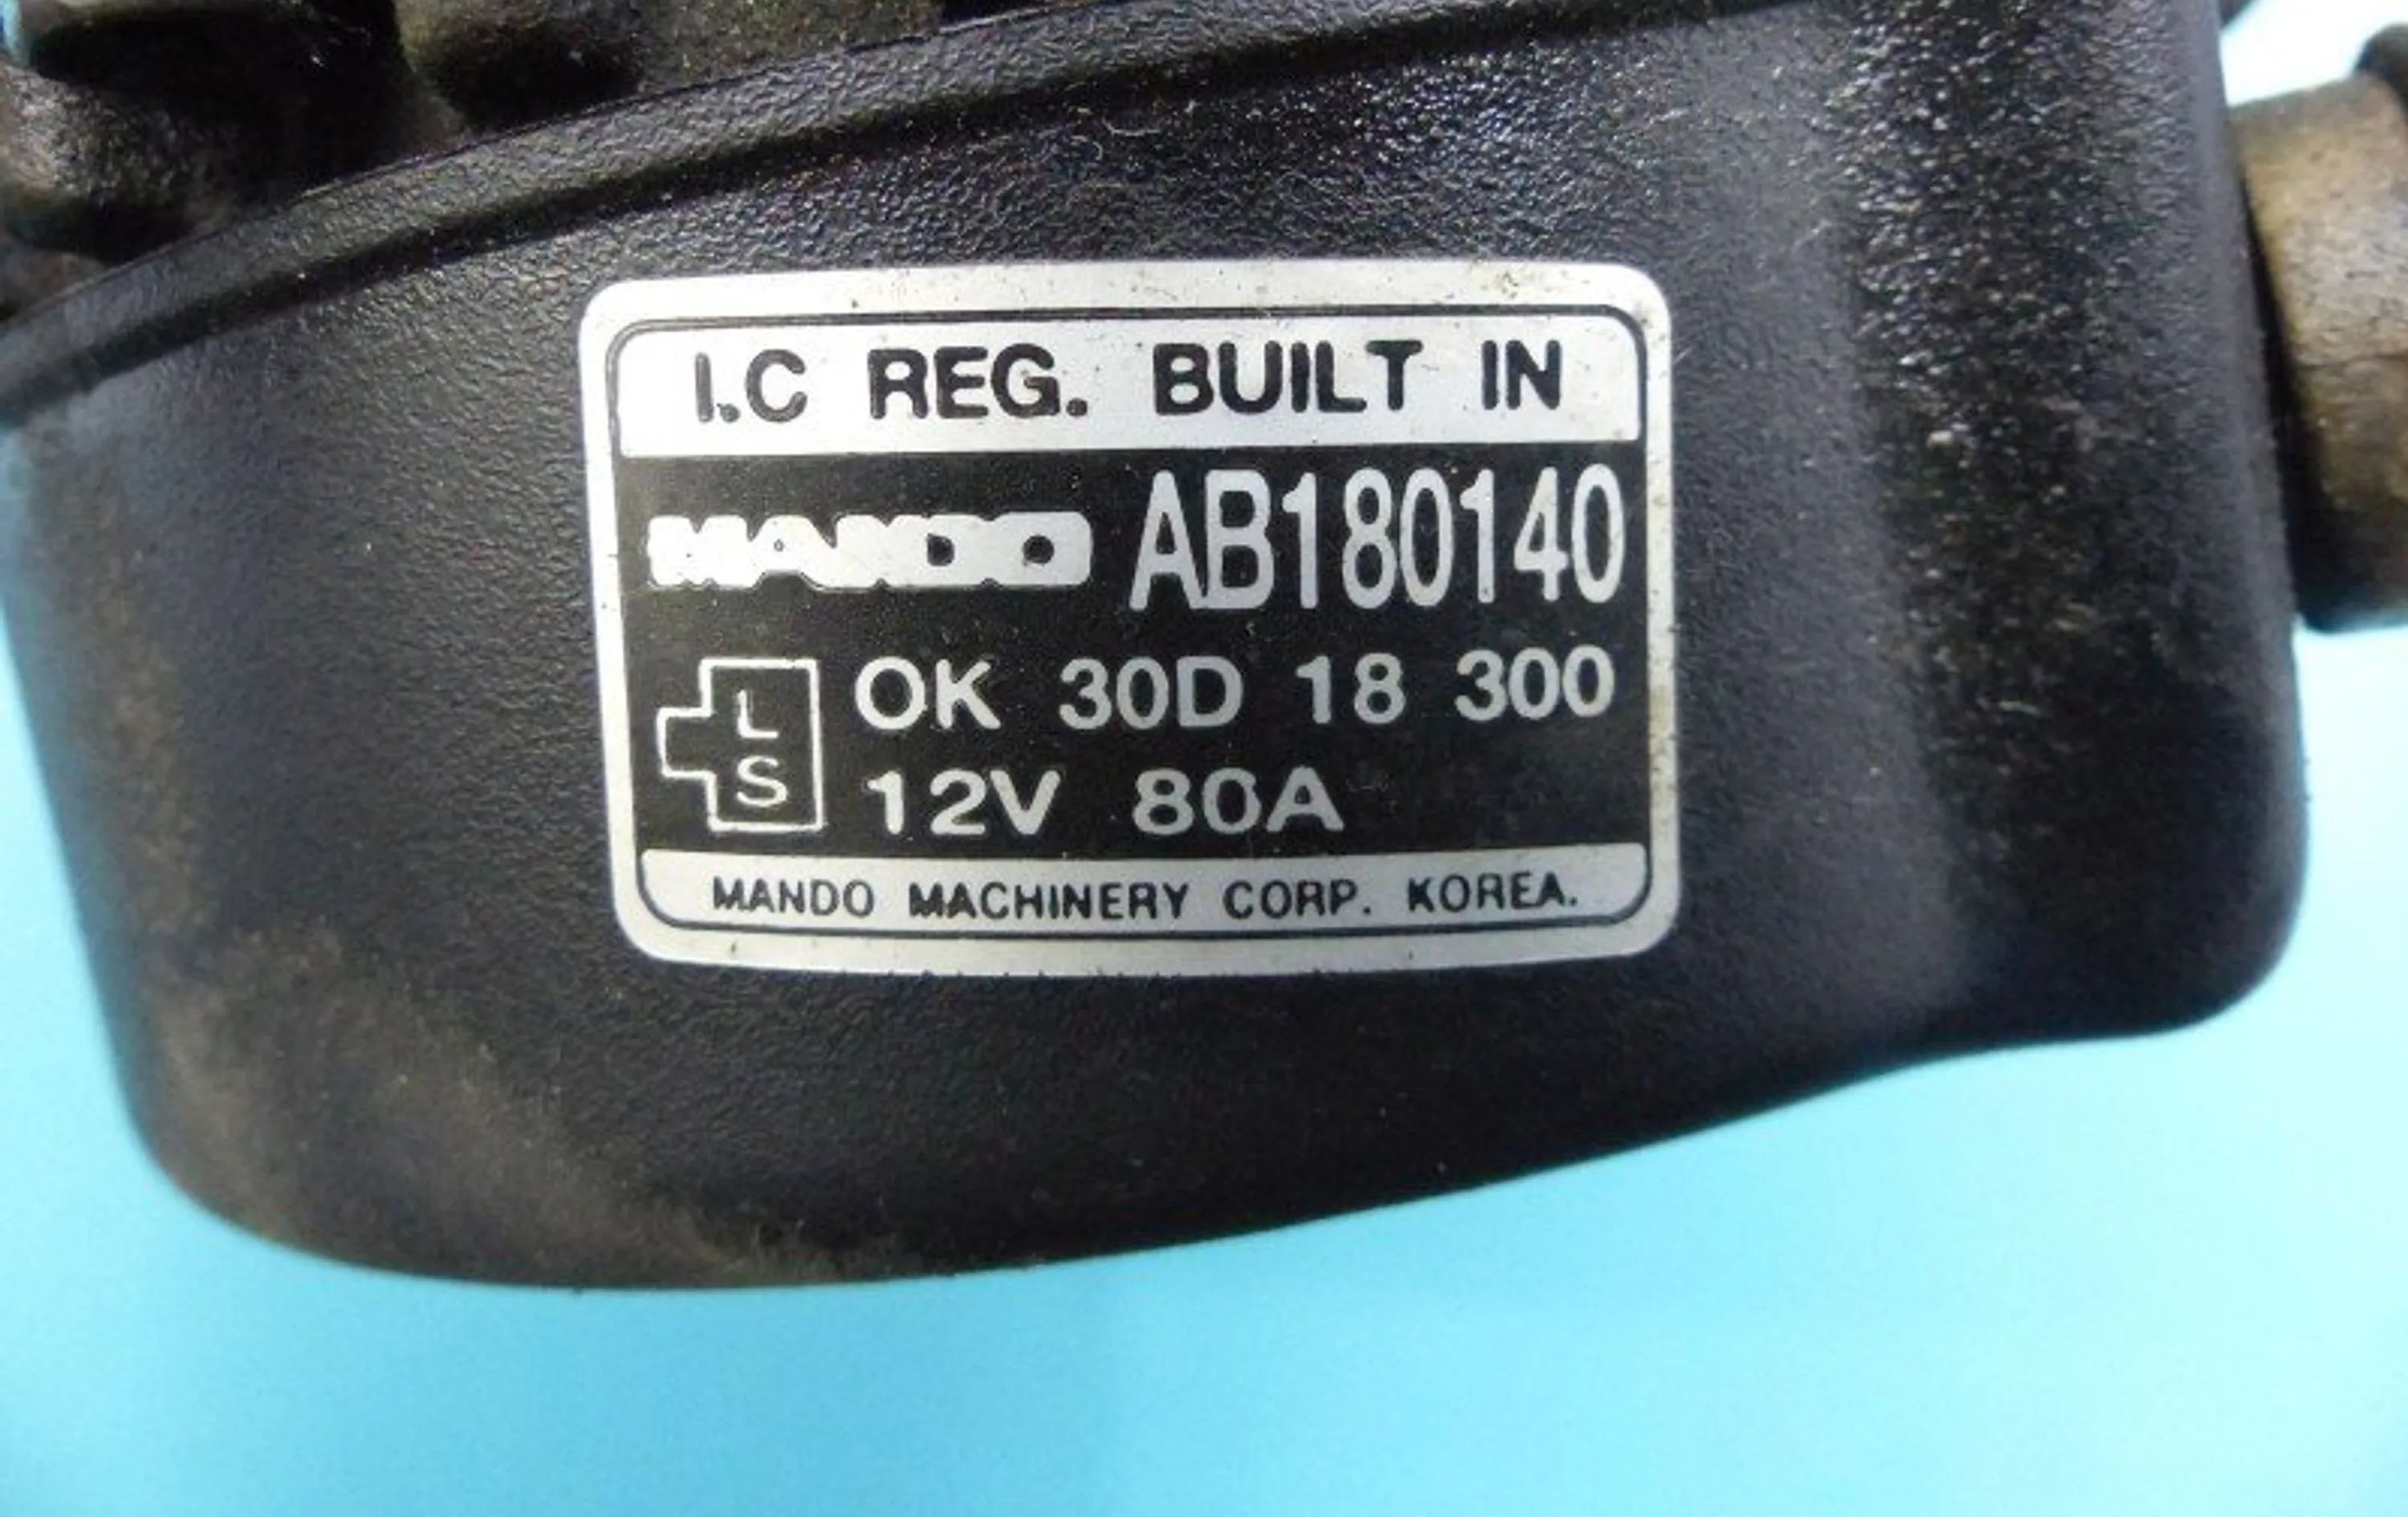 I.C REG. BUILT IN
MANDO AB180140
L
S
OK 30D 18 300
12V 80A
MANDO MACHINERY CORP. KOREA.